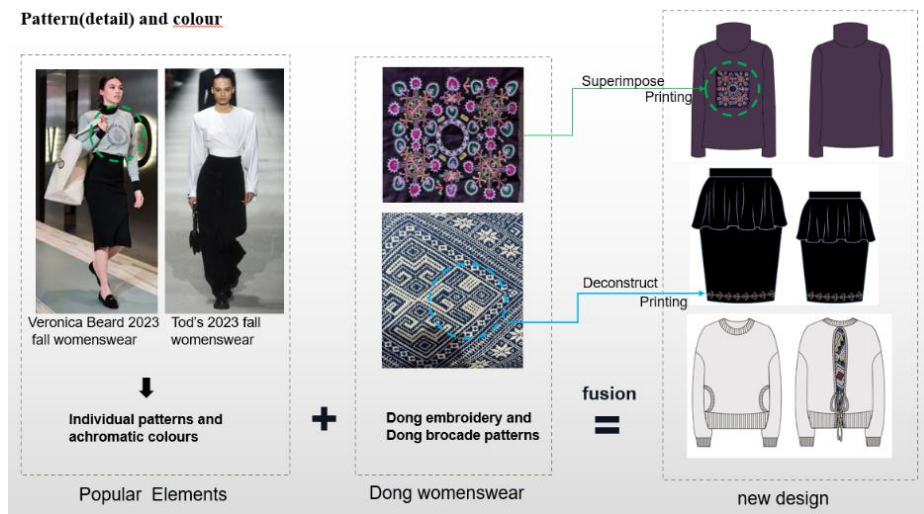 Pattern(detail) and colour
Veronica Beard 2023
fall womenswear
Tod's 2023 fall
womenswear
Individual patterns and
achromatic colours
Popular Elements
+
Dong embroidery and
Dong brocade patterns
Dong womenswear
Superimpose
Printing
Deconstruct
Printing
fusion
=
new design